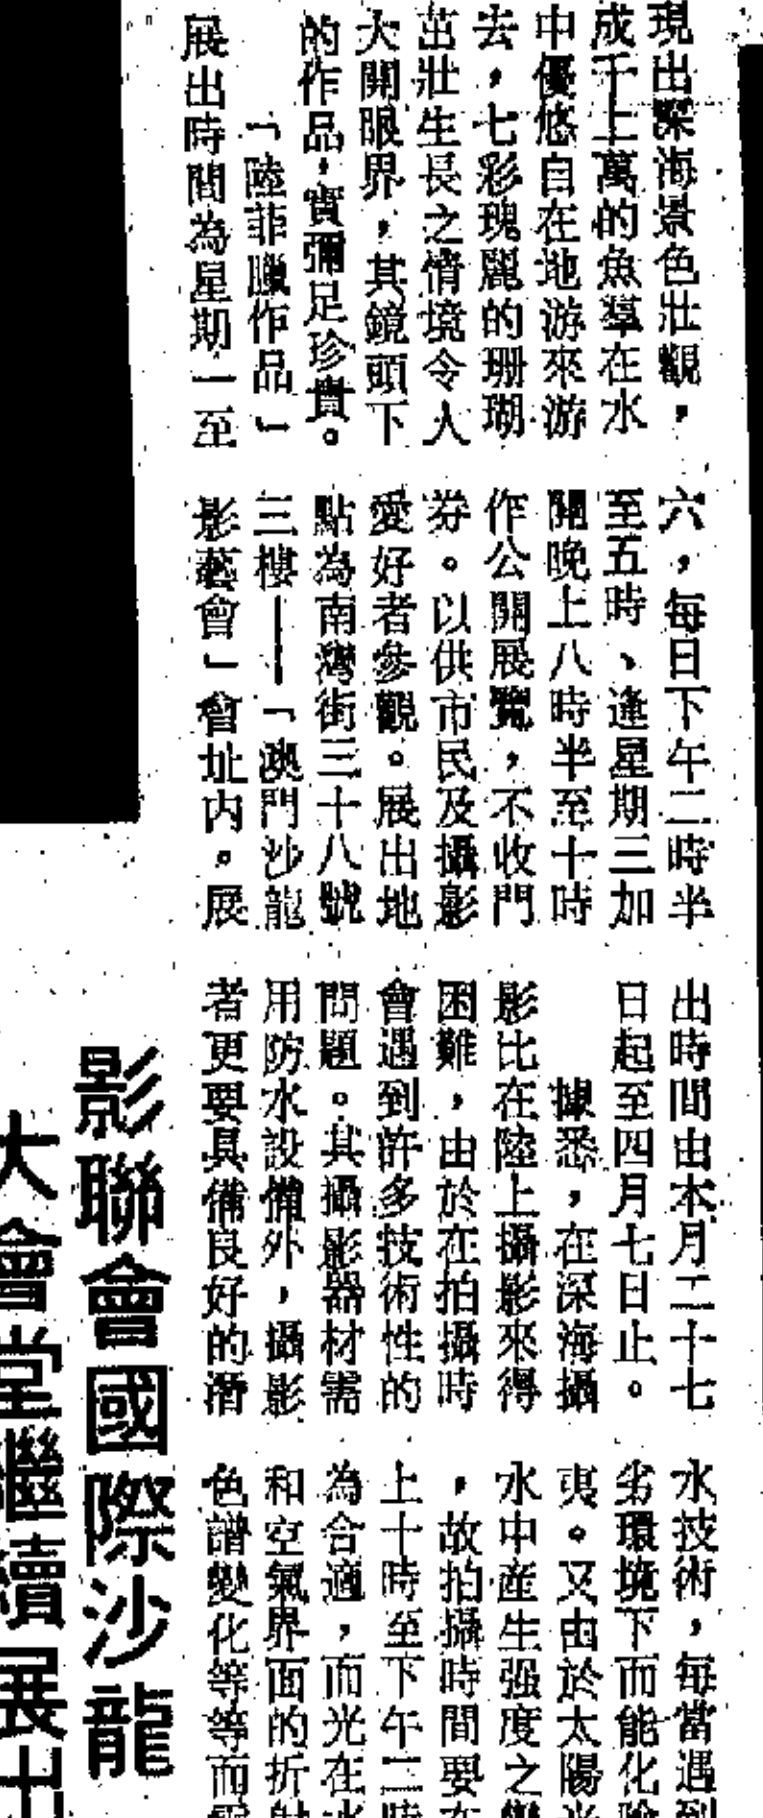 現出深海景色壯觀，
成千上萬的魚羣在水
中優悠自在地游來游
去，七彩瑰麗的珊瑚
茁壯生長之情境令人
大開眼界，其鏡頭下
的作品，實彌足珍貴。
「陸菲臘作品」
展出時間為星期一至
六，每日下午二時半
至五時、逢星期三加
開晚上八時半至十時
作公開展覽，不收門
券。以供市民及攝影
愛好者參觀。展出地
點為南灣街三十八號
三樓—「澳門沙龍
影藝會」會址內。展
出時間由本月二十七
日起至四月七日止。
據悉，在深海攝
影比在陸上攝影來得
困難，由於在拍攝時
會遇到許多技術性的
問題。其攝影器材需
用防水設備外，攝影
者更要具備良好的潛
水技術，每當遇到
劣環境下而能化險
夷。又由於太陽光
水中產生强度之變
，故拍攝時間要在
上十時至下午二時
為合適，而光在水
和空氣界面的折射
色譜變化等等而
影聯會國際沙龍
大會堂繼續展出